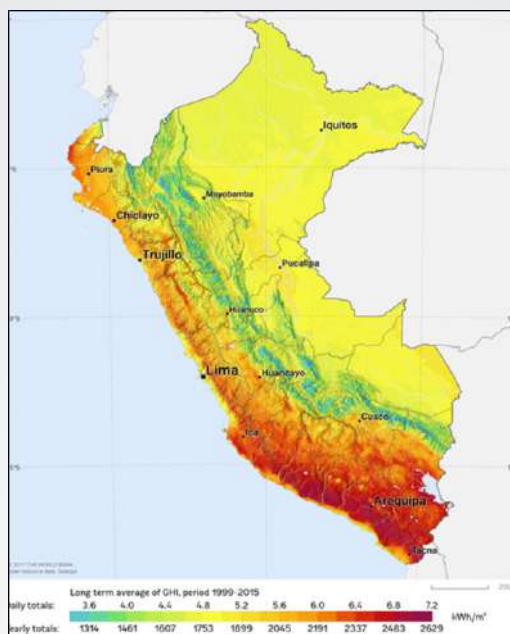 Iquitos
Piura
Moyobamba
Chiclayo
Trujillo
Pucallpa
Huanuco
Lima
Huancayo
Cusco
Ica
Arequipa
Tacna
Long term average of GHI, period 1999-2015
totals: 3.6 4.0 4.4 4.8 5.2 5.6 6.0 6.4 6.8 7.2 kWh/m²
totals: 1314 1461 1607 1753 1899 2045 2191 2337 2483 2629